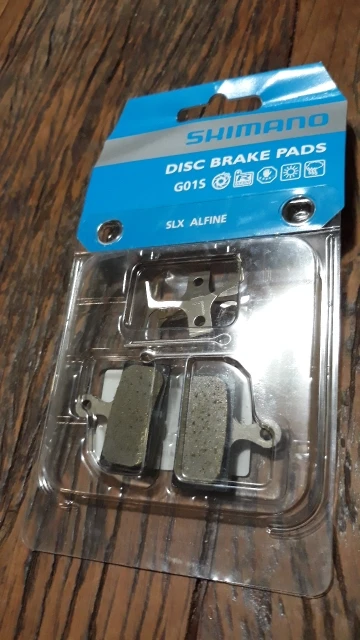 SHIMANO
DISC BRAKE PADS
G01S
SLX ALFINE